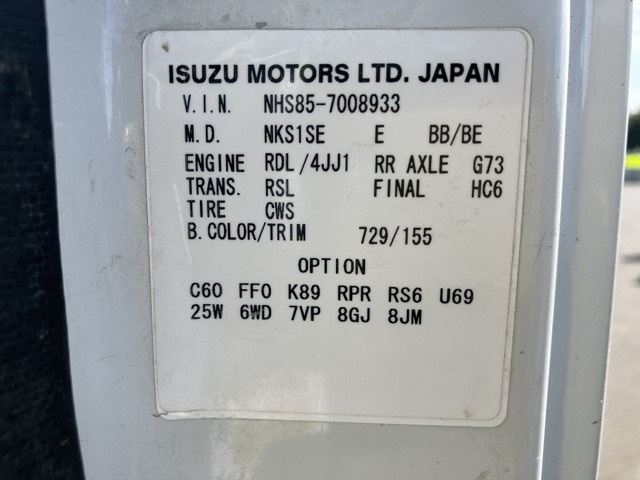 ISUZU MOTORS LTD. JAPAN
V.I.N. NHS85-7008933
M.D. NKS1SE E BB/BE
ENGINE RDL/4JJ1 RR AXLE G73
TRANS. RSL FINAL HC6
TIRE CWS
B.COLOR/TRIM 729/155
OPTION
C60 FF0 K89 RPR RS6 U69
25W 6WD 7VP 8GJ 8JM